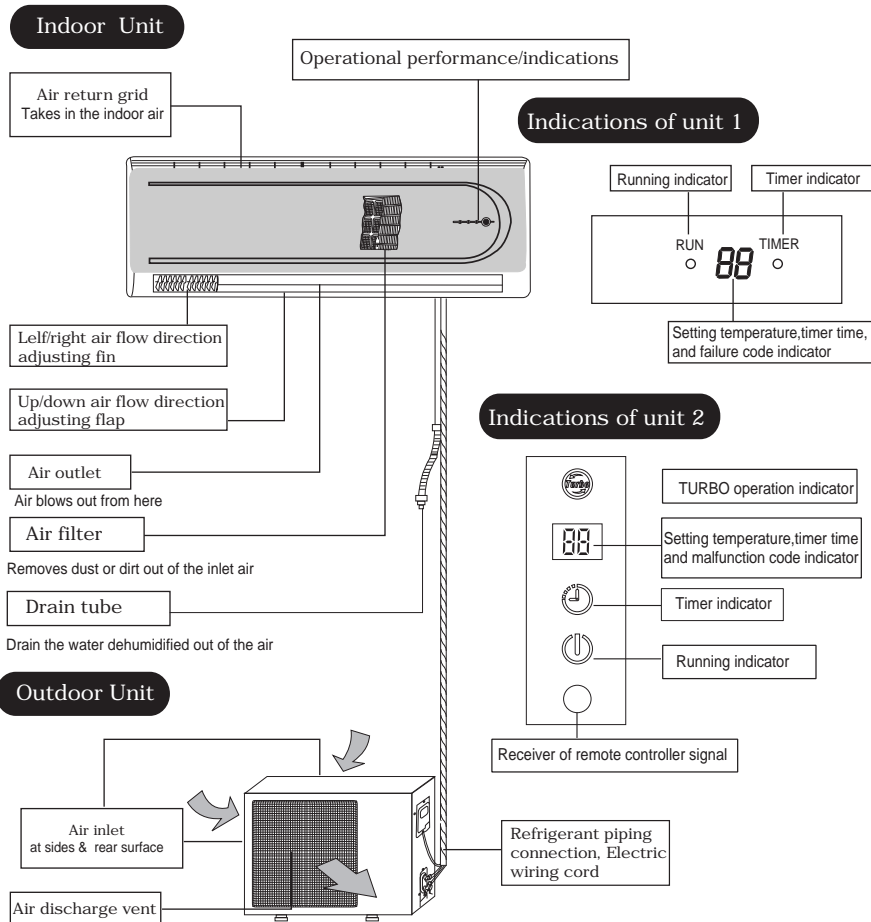 Indoor Unit
Operational performance/indications
Air return grid
Takes in the indoor air
Indications of unit 1
Running indicator
Timer indicator
RUN
88
TIMER
Setting temperature,timer time,
and failure code indicator
Lelf/right air flow direction
adjusting fin
Up/down air flow direction
adjusting flap
Air outlet
Air blows out from here
Air filter
Removes dust or dirt out of the inlet air
Drain tube
Drain the water dehumidified out of the air
Indications of unit 2
Turbo
TURBO operation indicator
88
Setting temperature,timer time
and malfunction code indicator
Timer indicator
Running indicator
Receiver of remote controller signal
Outdoor Unit
Air inlet
at sides & rear surface
Air discharge vent
Refrigerant piping
connection, Electric
wiring cord